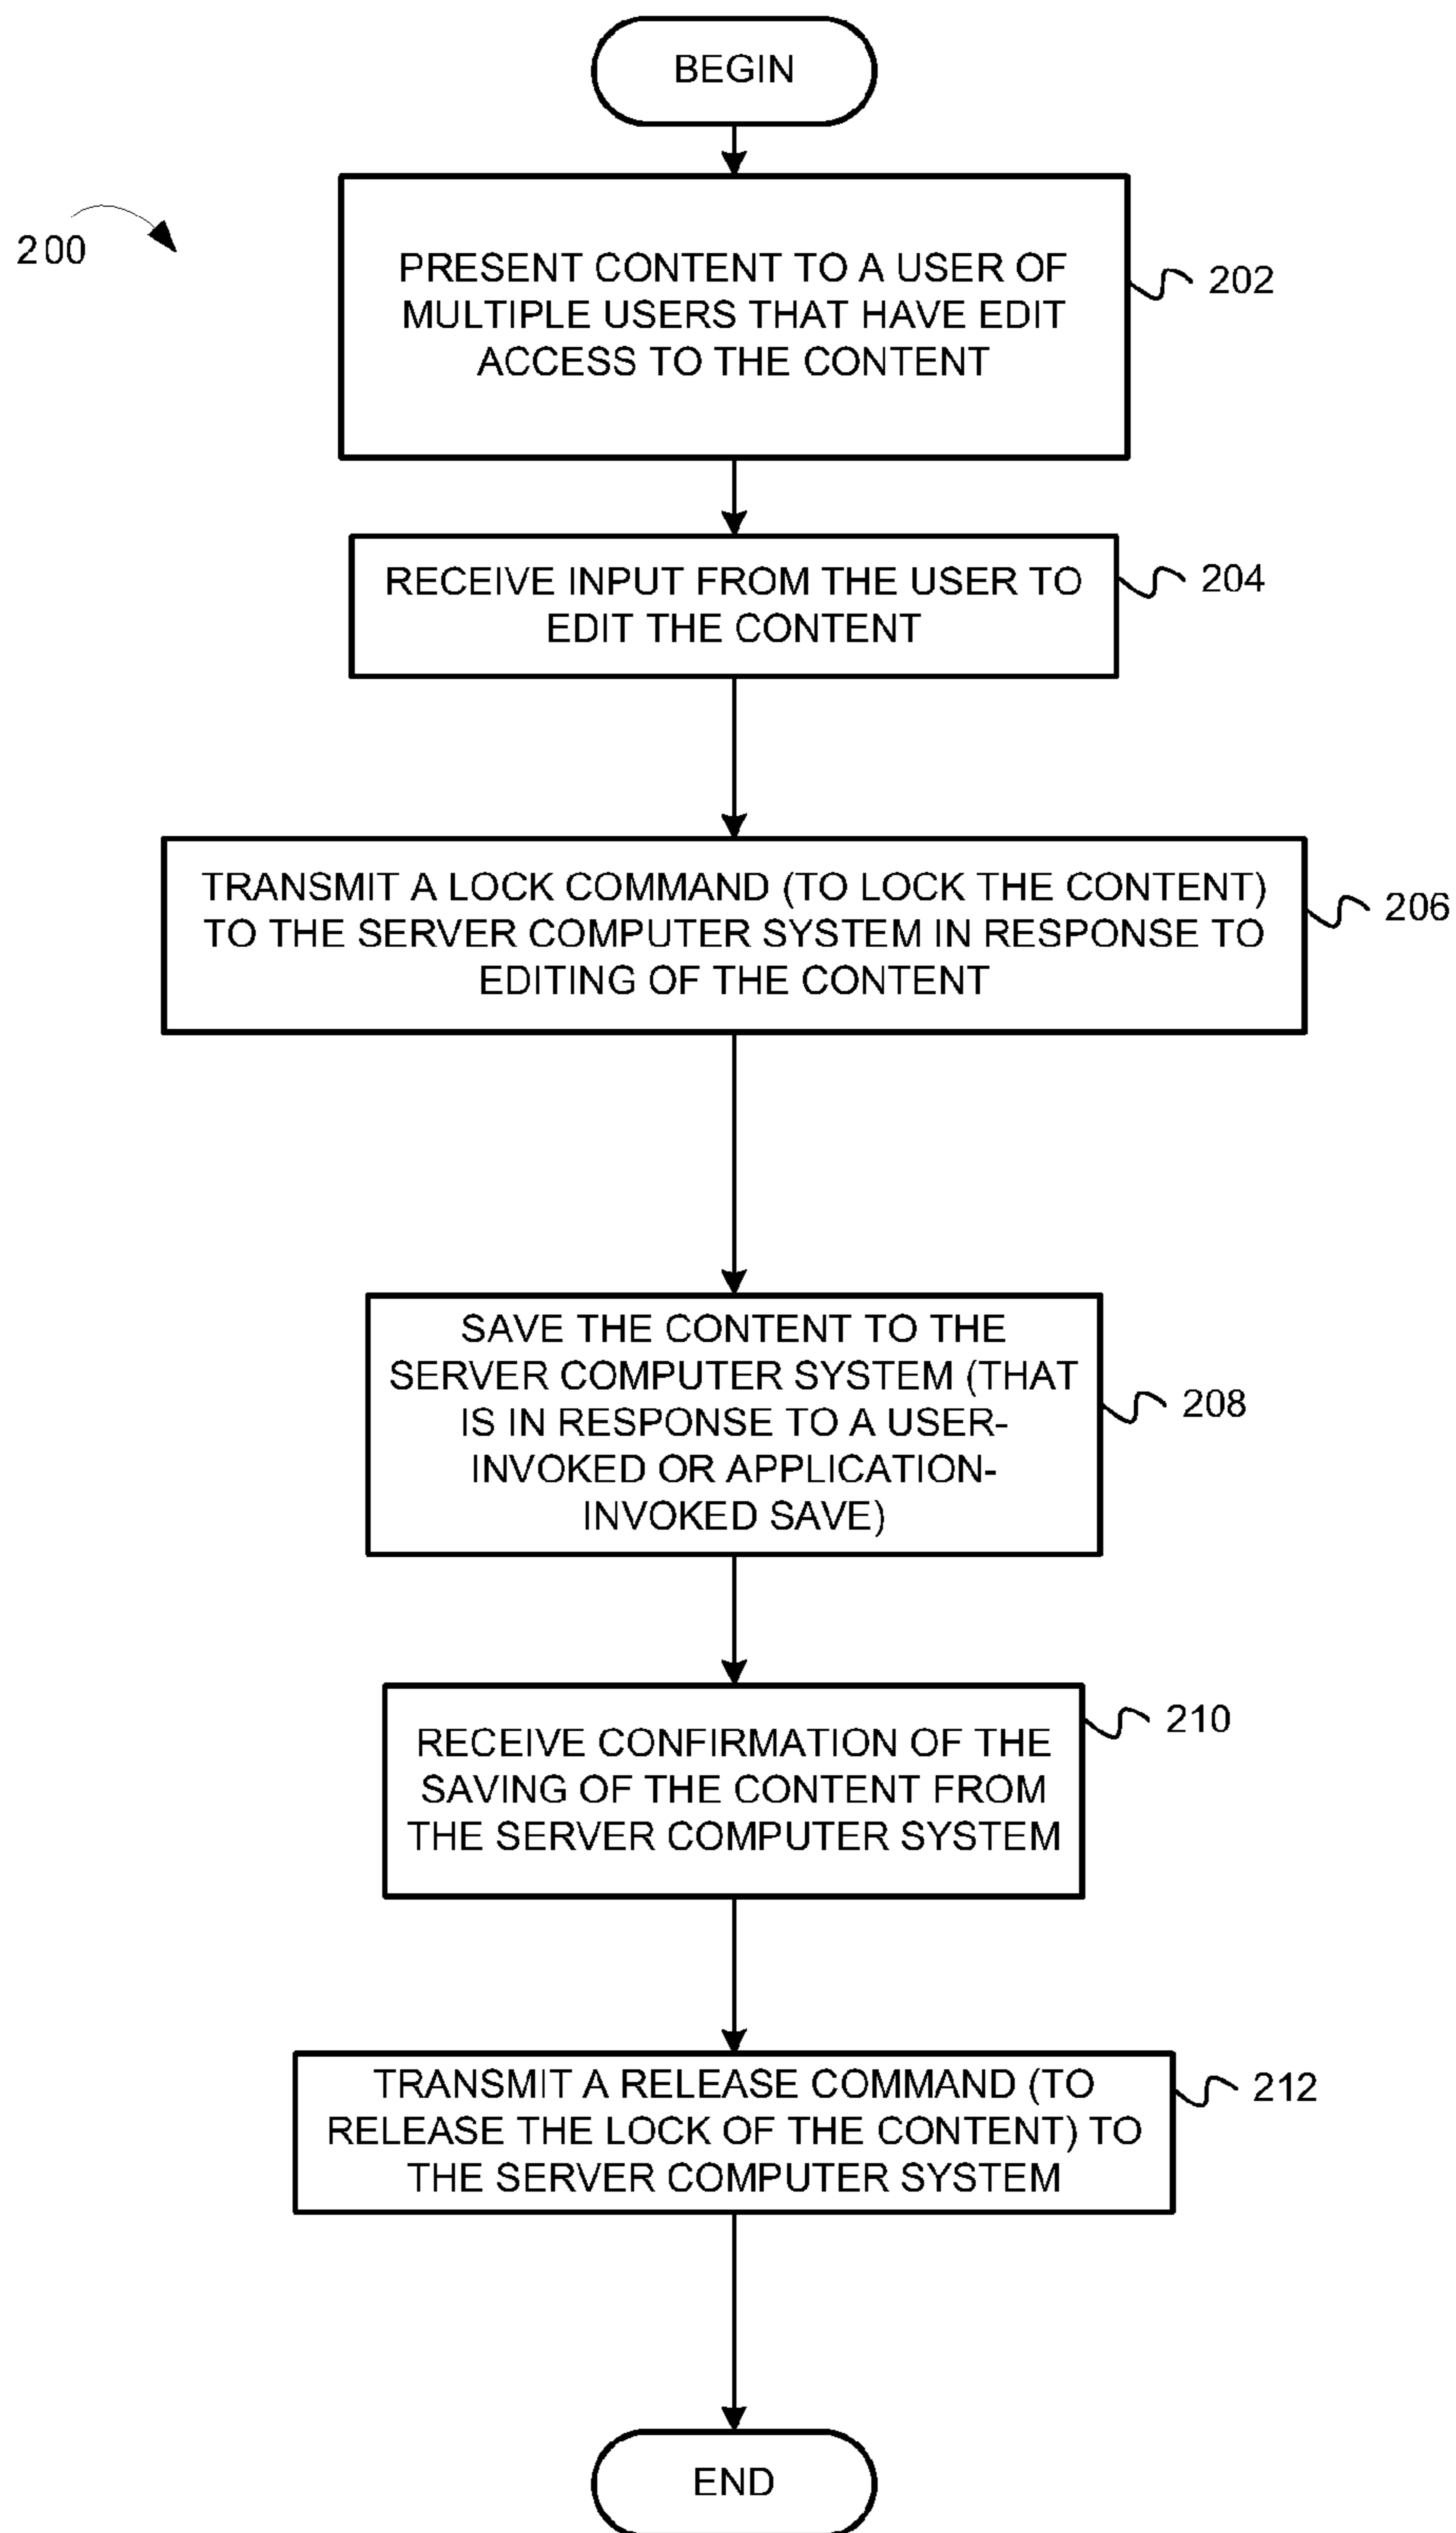 BEGIN
200
PRESENT CONTENT TO A USER OF
MULTIPLE USERS THAT HAVE EDIT
ACCESS TO THE CONTENT
202
RECEIVE INPUT FROM THE USER TO
EDIT THE CONTENT
204
TRANSMIT A LOCK COMMAND (TO LOCK THE CONTENT)
TO THE SERVER COMPUTER SYSTEM IN RESPONSE TO
EDITING OF THE CONTENT
206
SAVE THE CONTENT TO THE
SERVER COMPUTER SYSTEM (THAT
IS IN RESPONSE TO A USER-
INVOKED OR APPLICATION-
INVOKED SAVE)
208
RECEIVE CONFIRMATION OF THE
SAVING OF THE CONTENT FROM
THE SERVER COMPUTER SYSTEM
210
TRANSMIT A RELEASE COMMAND (TO
RELEASE THE LOCK OF THE CONTENT) TO
THE SERVER COMPUTER SYSTEM
212
END